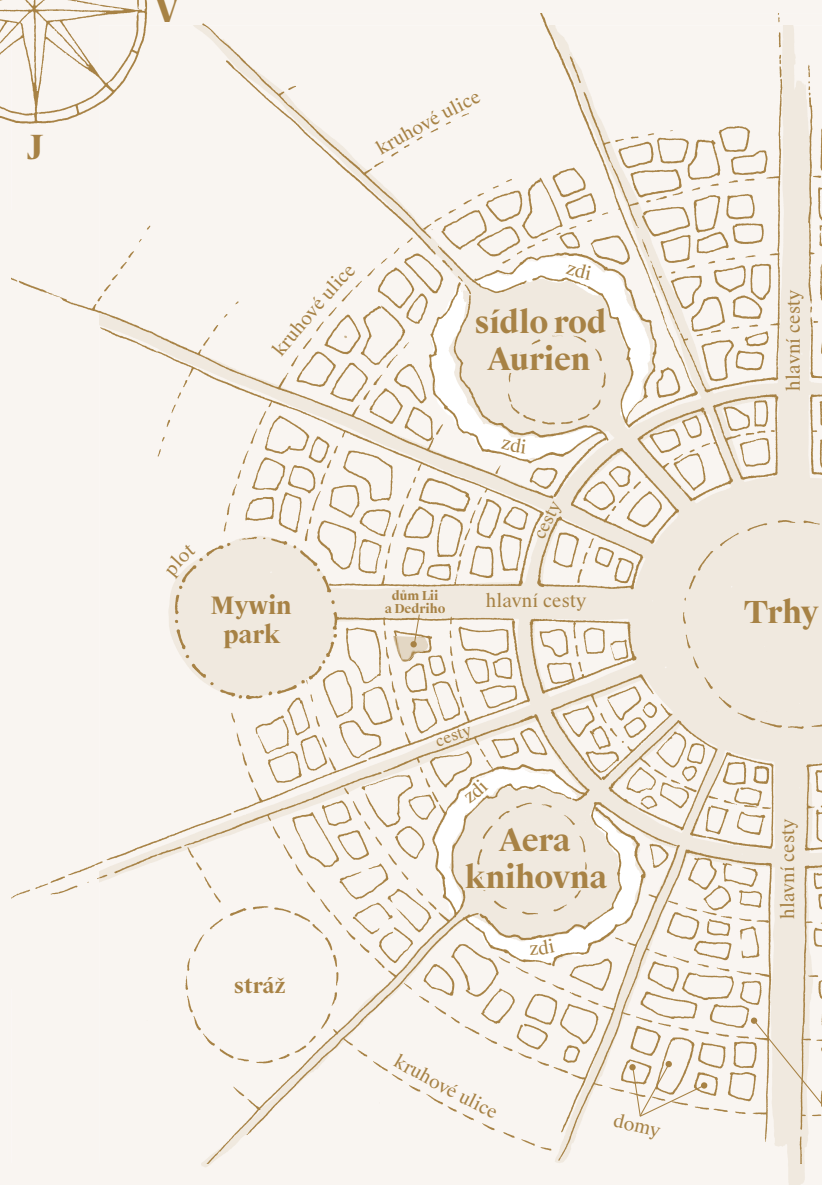 V
J
kruhové ulice
kruhové ulice
zdi
sídlo rod
Aurien
zdi
hlavní cesty
cesty
plot
Mywin
park
dům Lii
a Dedriho
hlavní cesty
Trhy
cesty
zdi
Aera
knihovna
zdi
hlavní cesty
stráž
kruhové ulice
domy